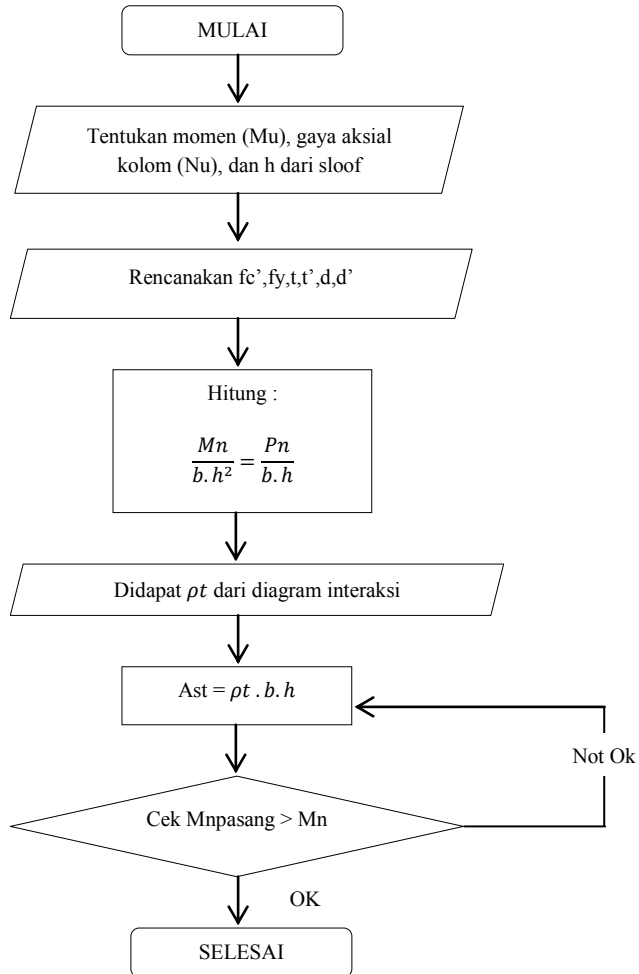 MULAI
Tentukan momen (Mu), gaya aksial
kolom (Nu), dan h dari sloof
Rencanakan fc’,fy,t,t’,d,d’
Hitung :
Mn/b.h² = Pn/b.h
Didapat ρt dari diagram interaksi
Ast = ρt . b. h
Not Ok
Cek Mnpasang > Mn
OK
SELESAI